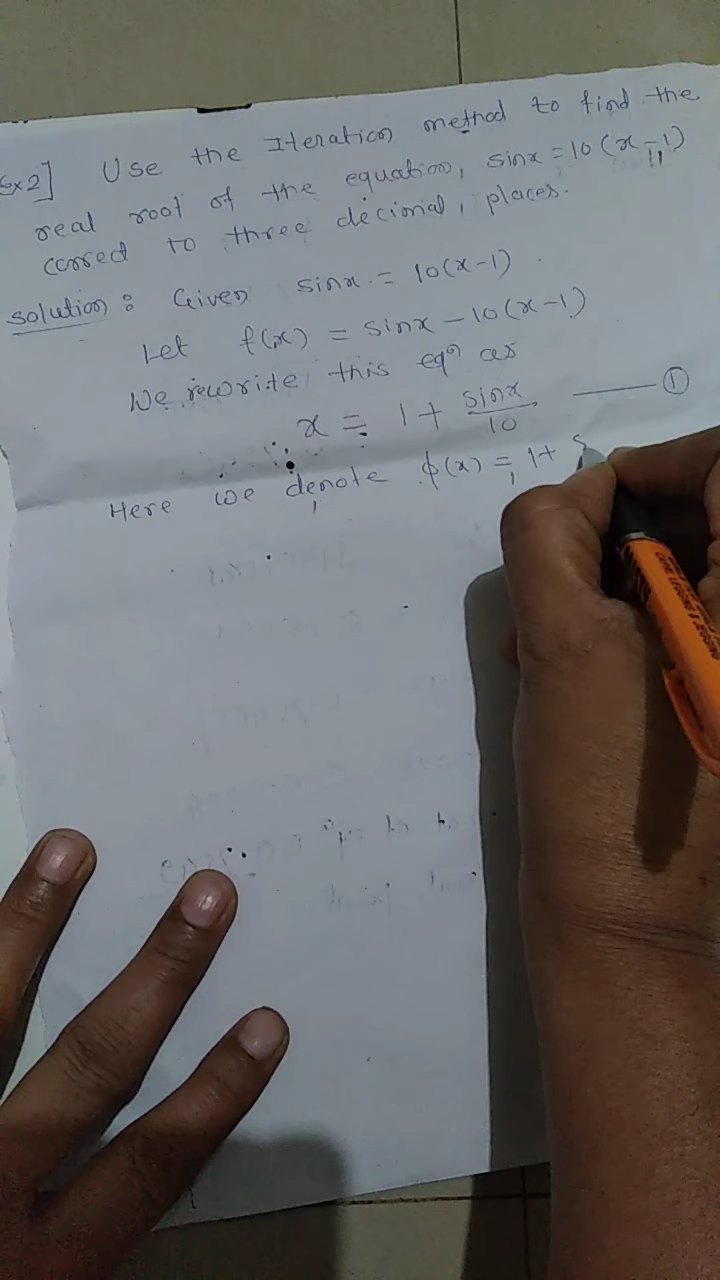 Ex2] Use the Iteration method to find the
real root of the equation, sinx = 10(x-1)
correct to three decimal, places.
Solution: Given sinx = 10(x-1).
Let f(x) = sinx - 10(x-1)
We rewrite this eqn as
x = 1 + sinx/10 —— ①
Here we denote ϕ(x) = 1+ s